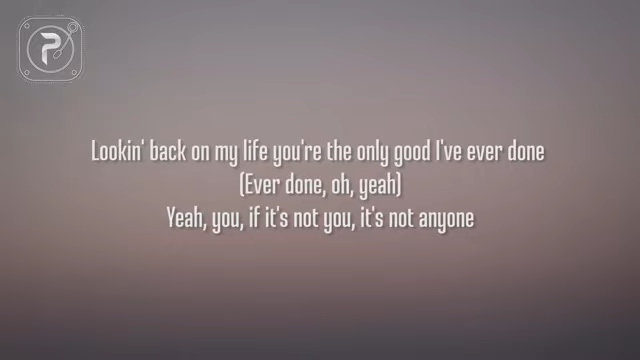 P
Lookin' back on my life you're the only good I've ever done
(Ever done, oh, yeah)
Yeah, you, if it's not you, it's not anyone